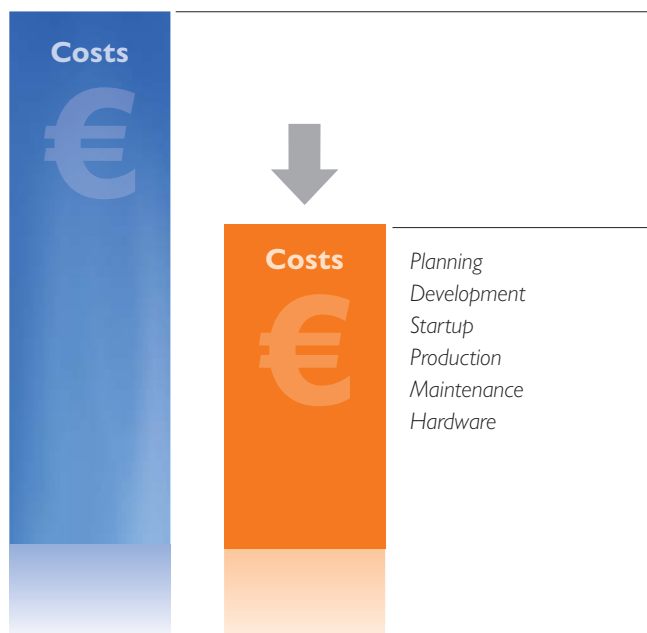 Costs
€
Costs
€
Planning
Development
Startup
Production
Maintenance
Hardware